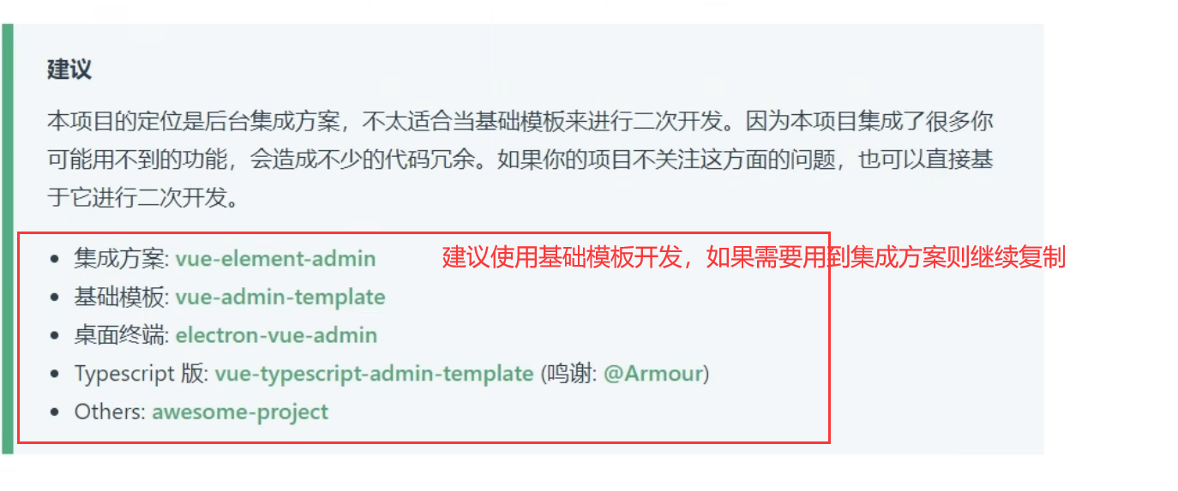 建议
本项目的定位是后台集成方案，不太适合当基础模板来进行二次开发。因为本项目集成了很多你
可能用不到的功能，会造成不少的代码冗余。如果你的项目不关注这方面的问题，也可以直接基
于它进行二次开发。
• 集成方案: vue-element-admin
建议使用基础模板开发，如果需要用到集成方案则继续复制
• 基础模板: vue-admin-template
• 桌面终端: electron-vue-admin
• Typescript 版: vue-typescript-admin-template (鸣谢: @Armour)
• Others: awesome-project